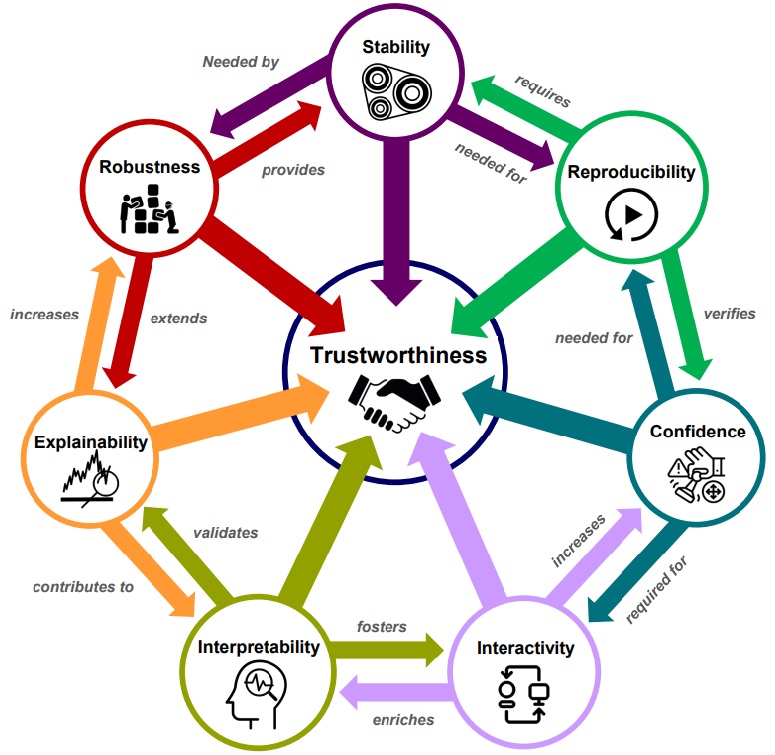 Stability
Needed by
requires
provides
needed for
Robustness
Reproducibility
increases
extends
needed for
verifies
Trustworthiness
Explainability
Confidence
validates
increases
contributes to
required for
fosters
Interpretability
Interactivity
enriches